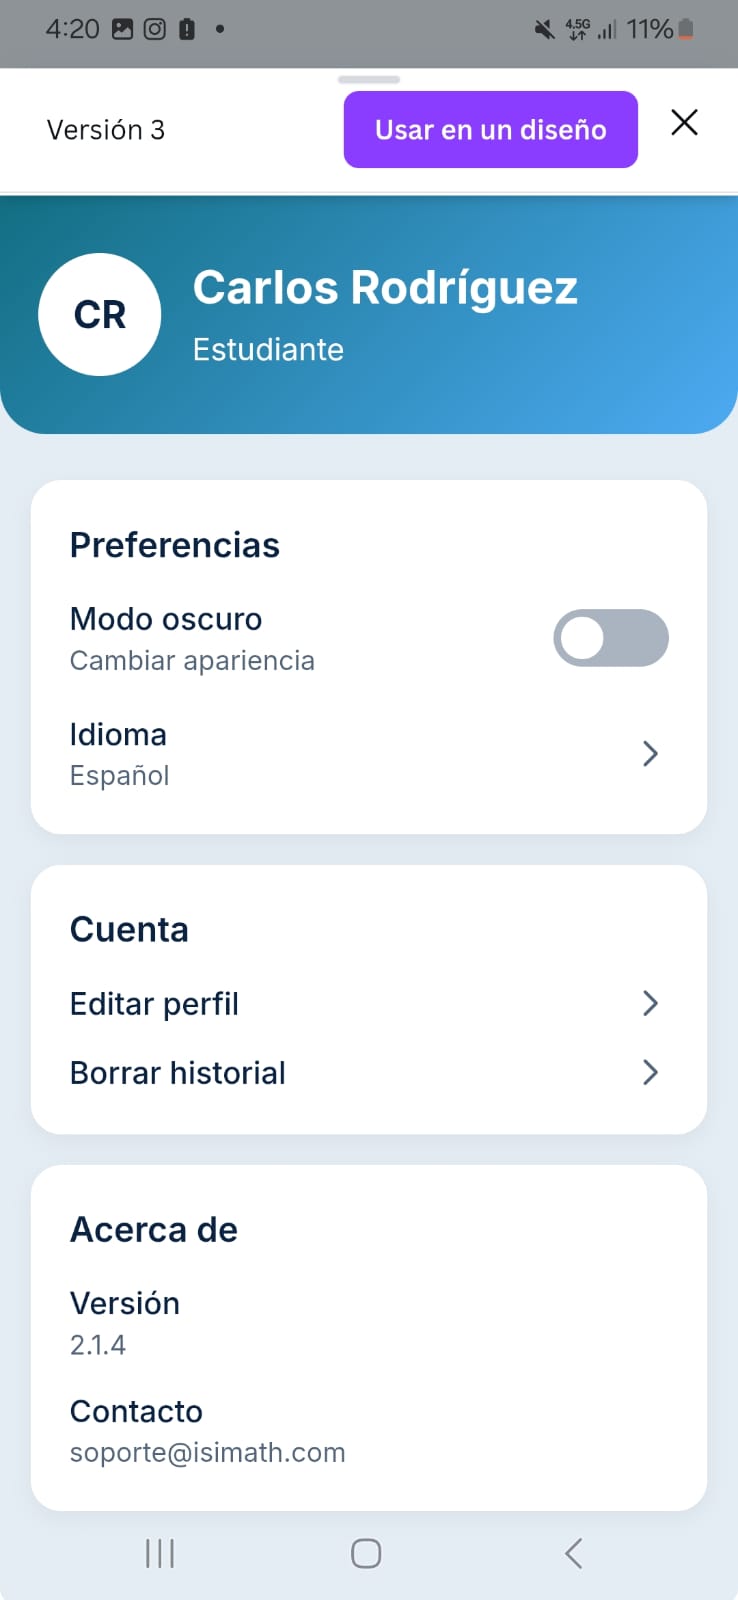 4:20
4.5G 11%
Versión 3
Usar en un diseño
CR
Carlos Rodríguez
Estudiante
Preferencias
Modo oscuro
Cambiar apariencia
Idioma
Español
Cuenta
Editar perfil
Borrar historial
Acerca de
Versión
2.1.4
Contacto
soporte@isimath.com